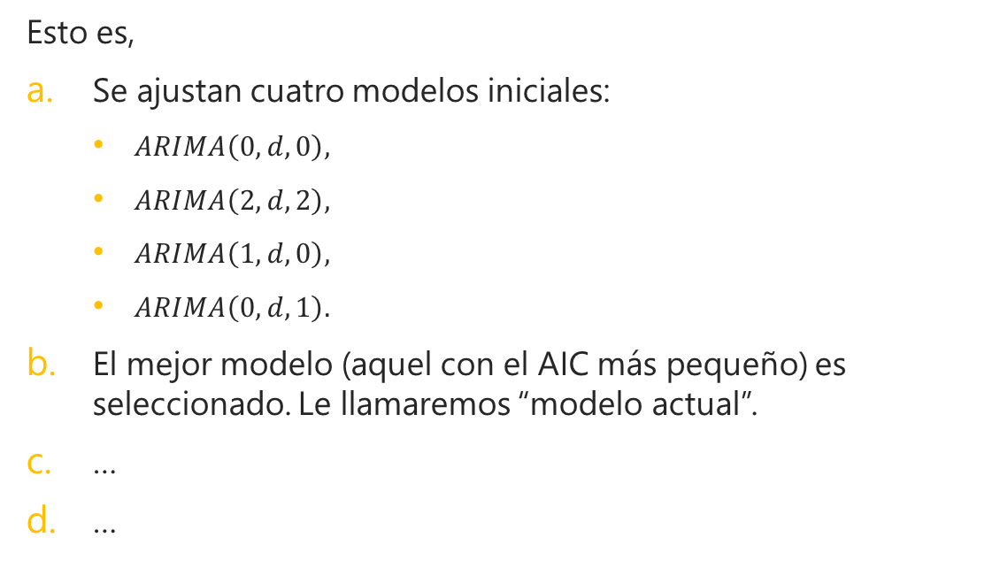 Esto es,
a. Se ajustan cuatro modelos iniciales:
• ARIMA(0, d, 0),
• ARIMA(2, d, 2),
• ARIMA(1, d, 0),
• ARIMA(0, d, 1).
b. El mejor modelo (aquel con el AIC más pequeño) es
seleccionado. Le llamaremos “modelo actual”.
c. ...
d. ...